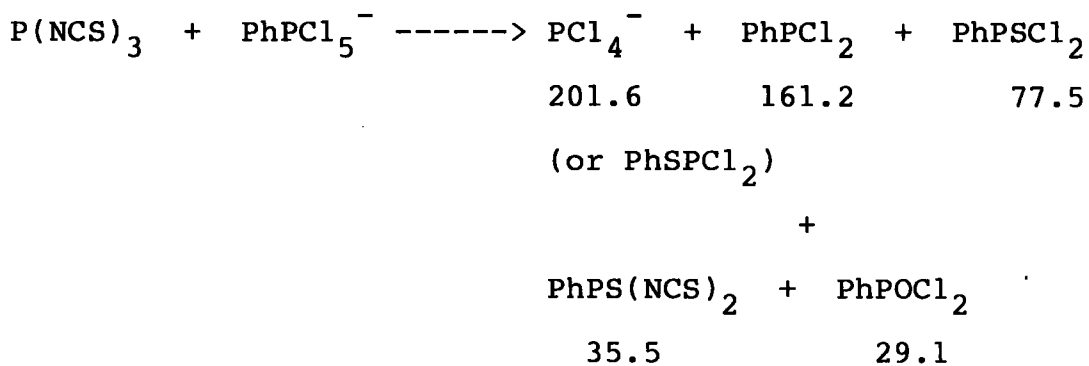 P(NCS)₃ + PhPCl₅⁻ ------> PCl₄⁻ + PhPCl₂ + PhPSCl₂
201.6 161.2 77.5
(or PhSPCl₂)
+
PhPS(NCS)₂ + PhPOCl₂
35.5 29.1